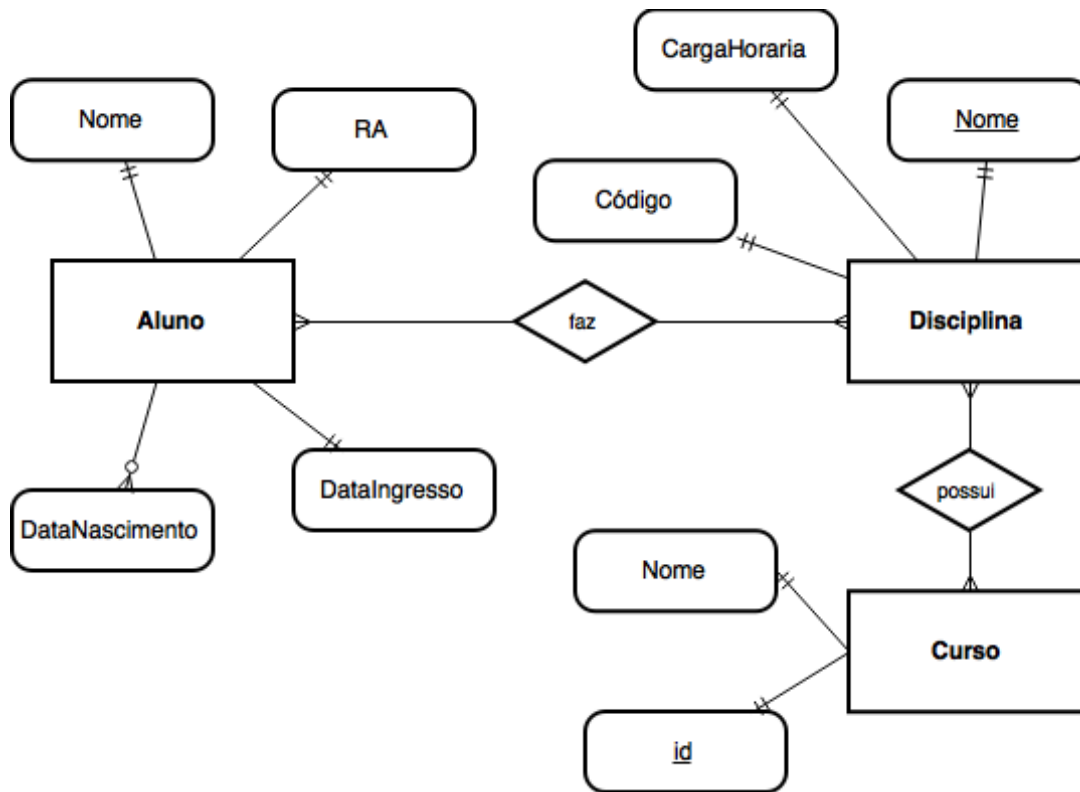 CargaHoraria
Nome
RA
Nome
Código
Aluno
faz
Disciplina
DataNascimento
DataIngresso
possui
Nome
Curso
id